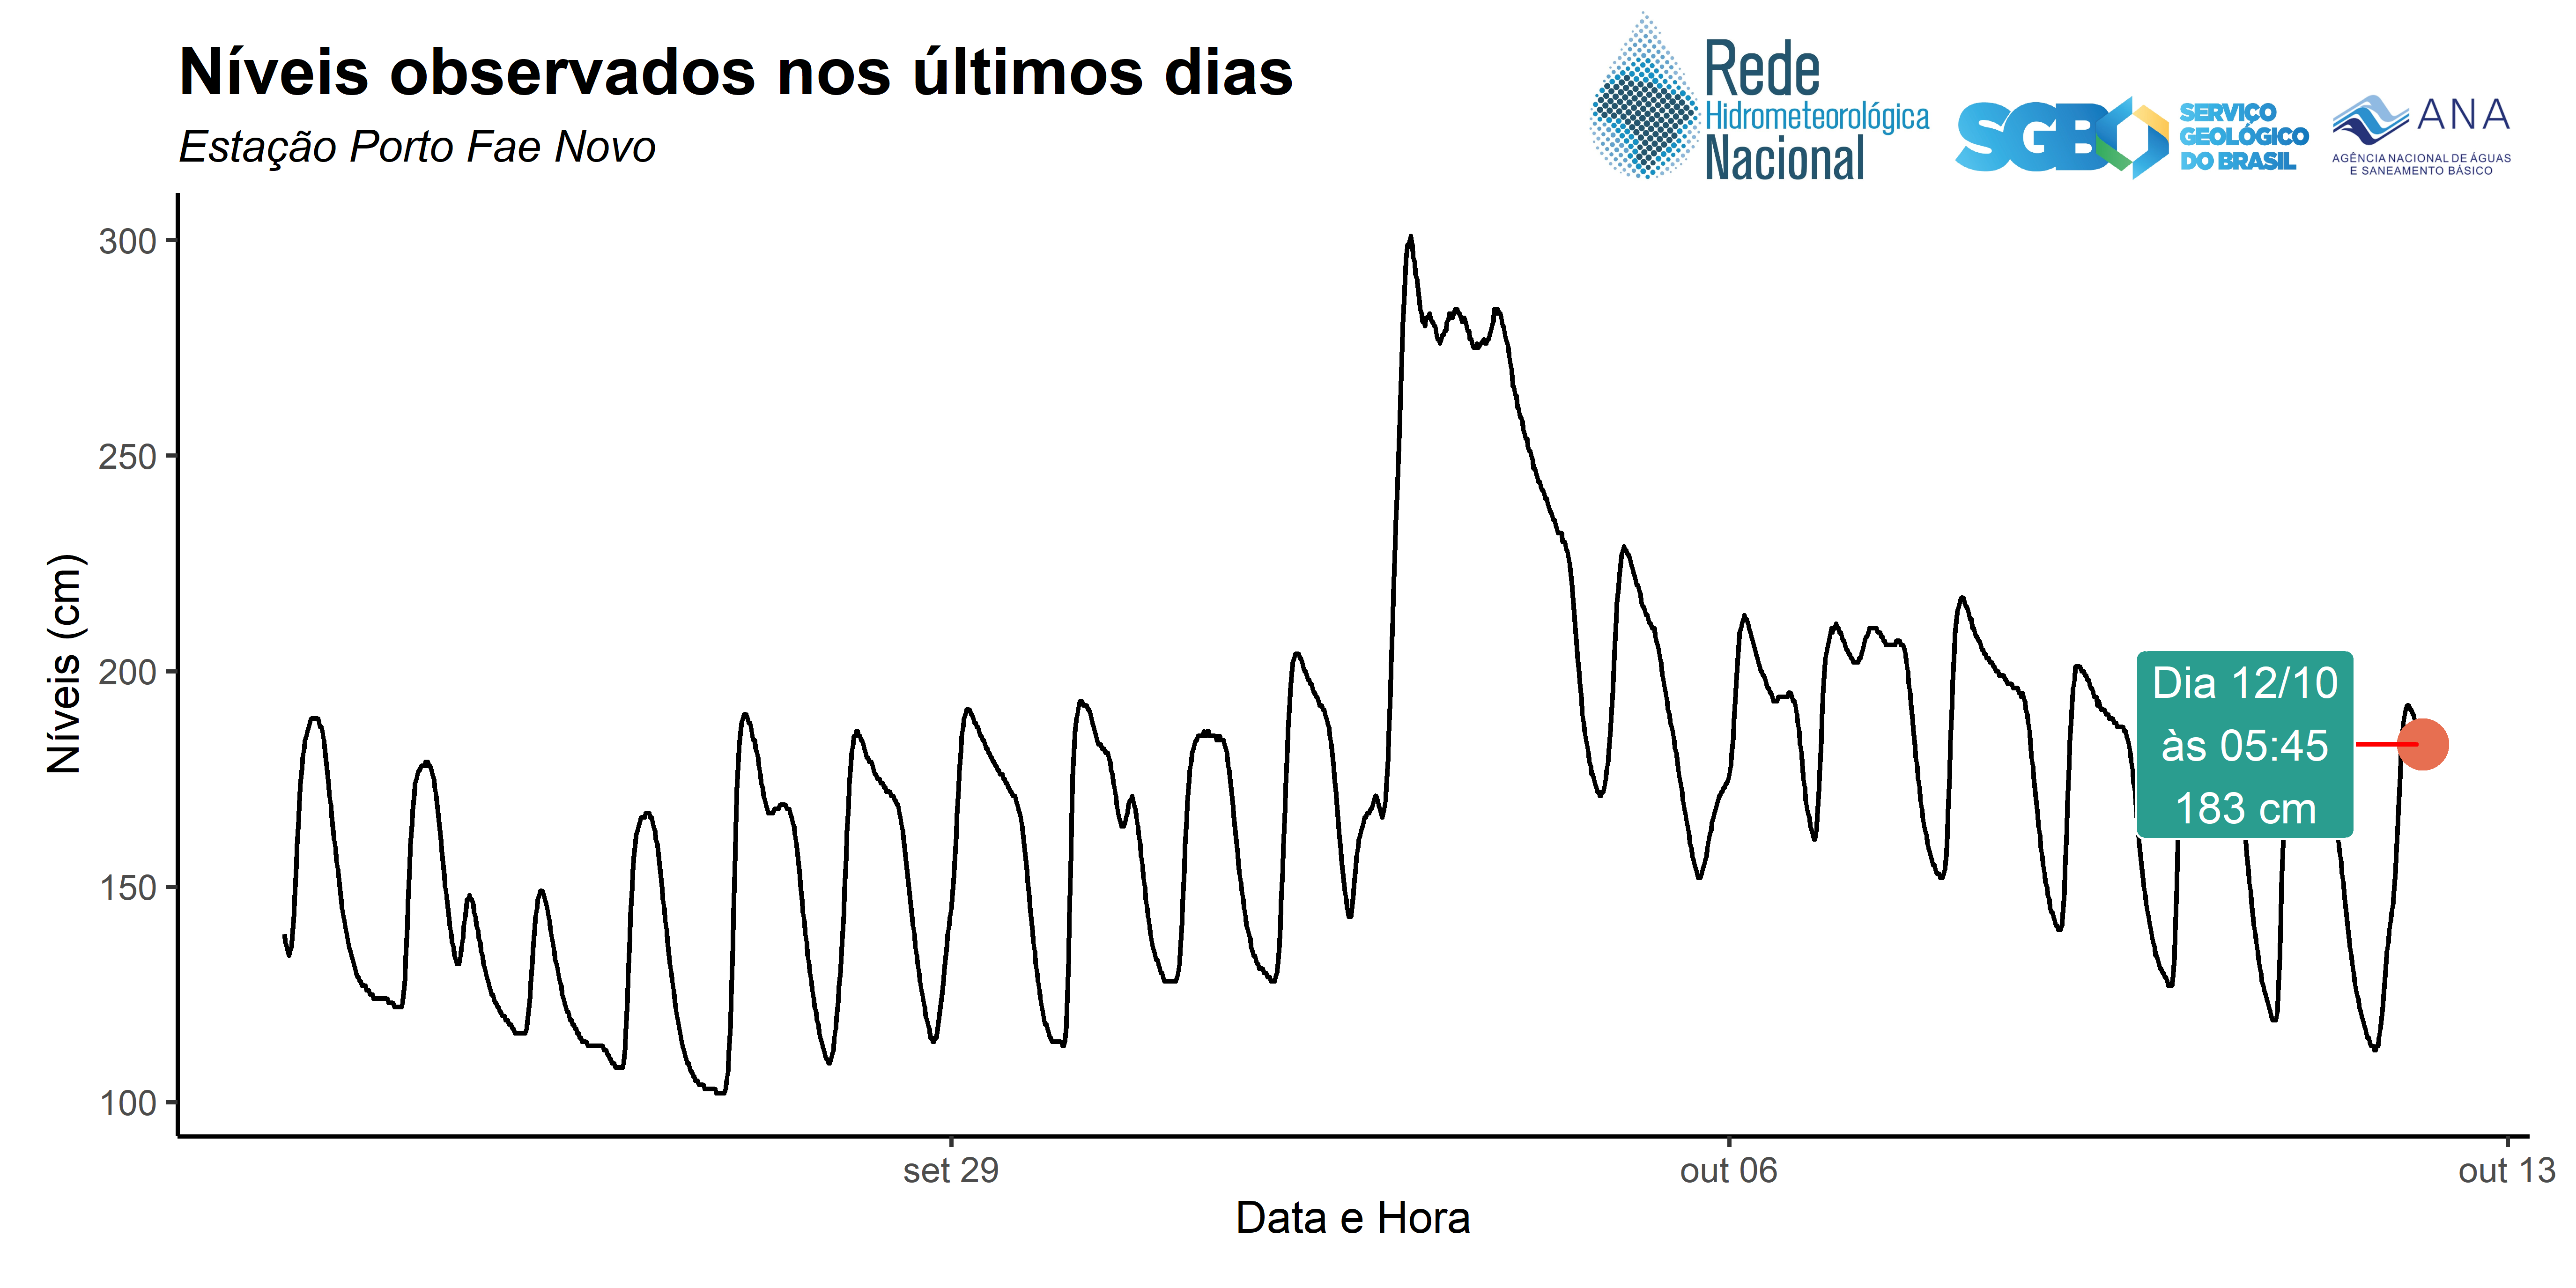 Níveis observados nos últimos dias
Estação Porto Fae Novo
Rede
Hidrometeorológica
Nacional
SGB
SERVIÇO
GEOLÓGICO
DO BRASIL
ANA
AGÊNCIA NACIONAL DE ÁGUAS
E SANEAMENTO BÁSICO
Níveis (cm)
300
250
200
150
100
Dia 12/10
às 05:45
183 cm
set 29
out 06
out 13
Data e Hora